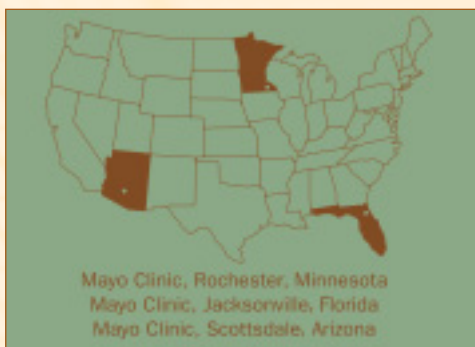 Mayo Clinic, Rochester, Minnesota
Mayo Clinic, Jacksonville, Florida
Mayo Clinic, Scottsdale, Arizona